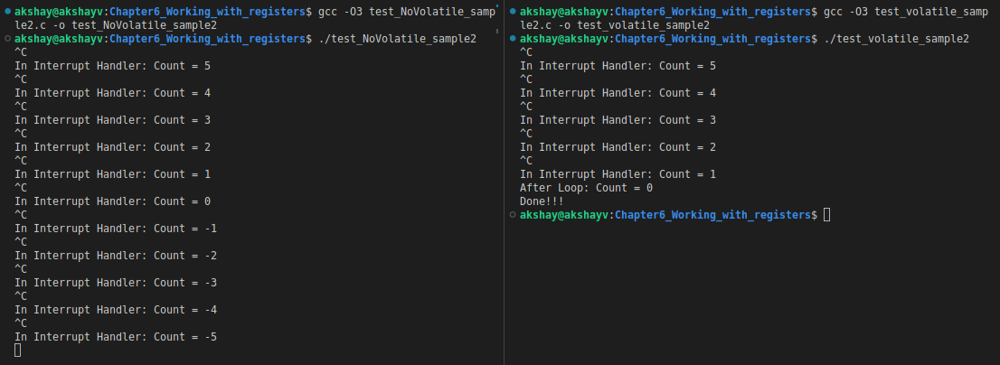 akshay@akshayv:Chapter6_Working_with_registers$ gcc -O3 test_NoVolatile_samp
le2.c -o test_NoVolatile_sample2
akshay@akshayv:Chapter6_Working_with_registers$ ./test_NoVolatile_sample2
^C
In Interrupt Handler: Count = 5
^C
In Interrupt Handler: Count = 4
^C
In Interrupt Handler: Count = 3
^C
In Interrupt Handler: Count = 2
^C
In Interrupt Handler: Count = 1
^C
In Interrupt Handler: Count = 0
^C
In Interrupt Handler: Count = -1
^C
In Interrupt Handler: Count = -2
^C
In Interrupt Handler: Count = -3
^C
In Interrupt Handler: Count = -4
^C
In Interrupt Handler: Count = -5
akshay@akshayv:Chapter6_Working_with_registers$ gcc -O3 test_volatile_samp
le2.c -o test_volatile_sample2
akshay@akshayv:Chapter6_Working_with_registers$ ./test_volatile_sample2
^C
In Interrupt Handler: Count = 5
^C
In Interrupt Handler: Count = 4
^C
In Interrupt Handler: Count = 3
^C
In Interrupt Handler: Count = 2
^C
In Interrupt Handler: Count = 1
After Loop: Count = 0
Done!!!
akshay@akshayv:Chapter6_Working_with_registers$